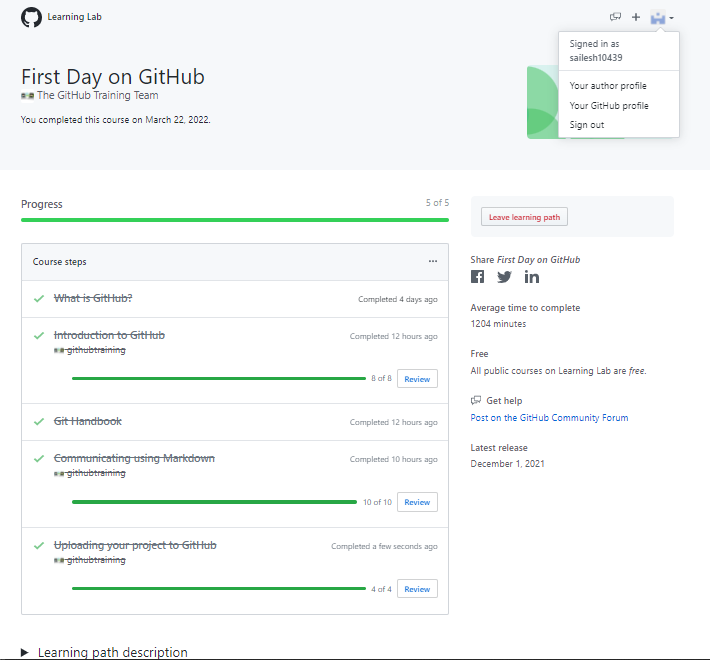 Learning Lab
Signed in as
sailesh10439
Your author profile
Your GitHub profile
Sign out
First Day on GitHub
The GitHub Training Team
You completed this course on March 22, 2022.
Progress
5 of 5
Course steps
...
What is GitHub?
Completed 4 days ago
Introduction to GitHub
Completed 12 hours ago
githubtraining
8 of 8
Review
Git Handbook
Completed 12 hours ago
Communicating using Markdown
Completed 10 hours ago
githubtraining
10 of 10
Review
Uploading your project to GitHub
Completed a few seconds ago
githubtraining
4 of 4
Review
Learning path description
Leave learning path
Share First Day on GitHub
Average time to complete
1204 minutes
Free
All public courses on Learning Lab are free.
Get help
Post on the GitHub Community Forum
Latest release
December 1, 2021